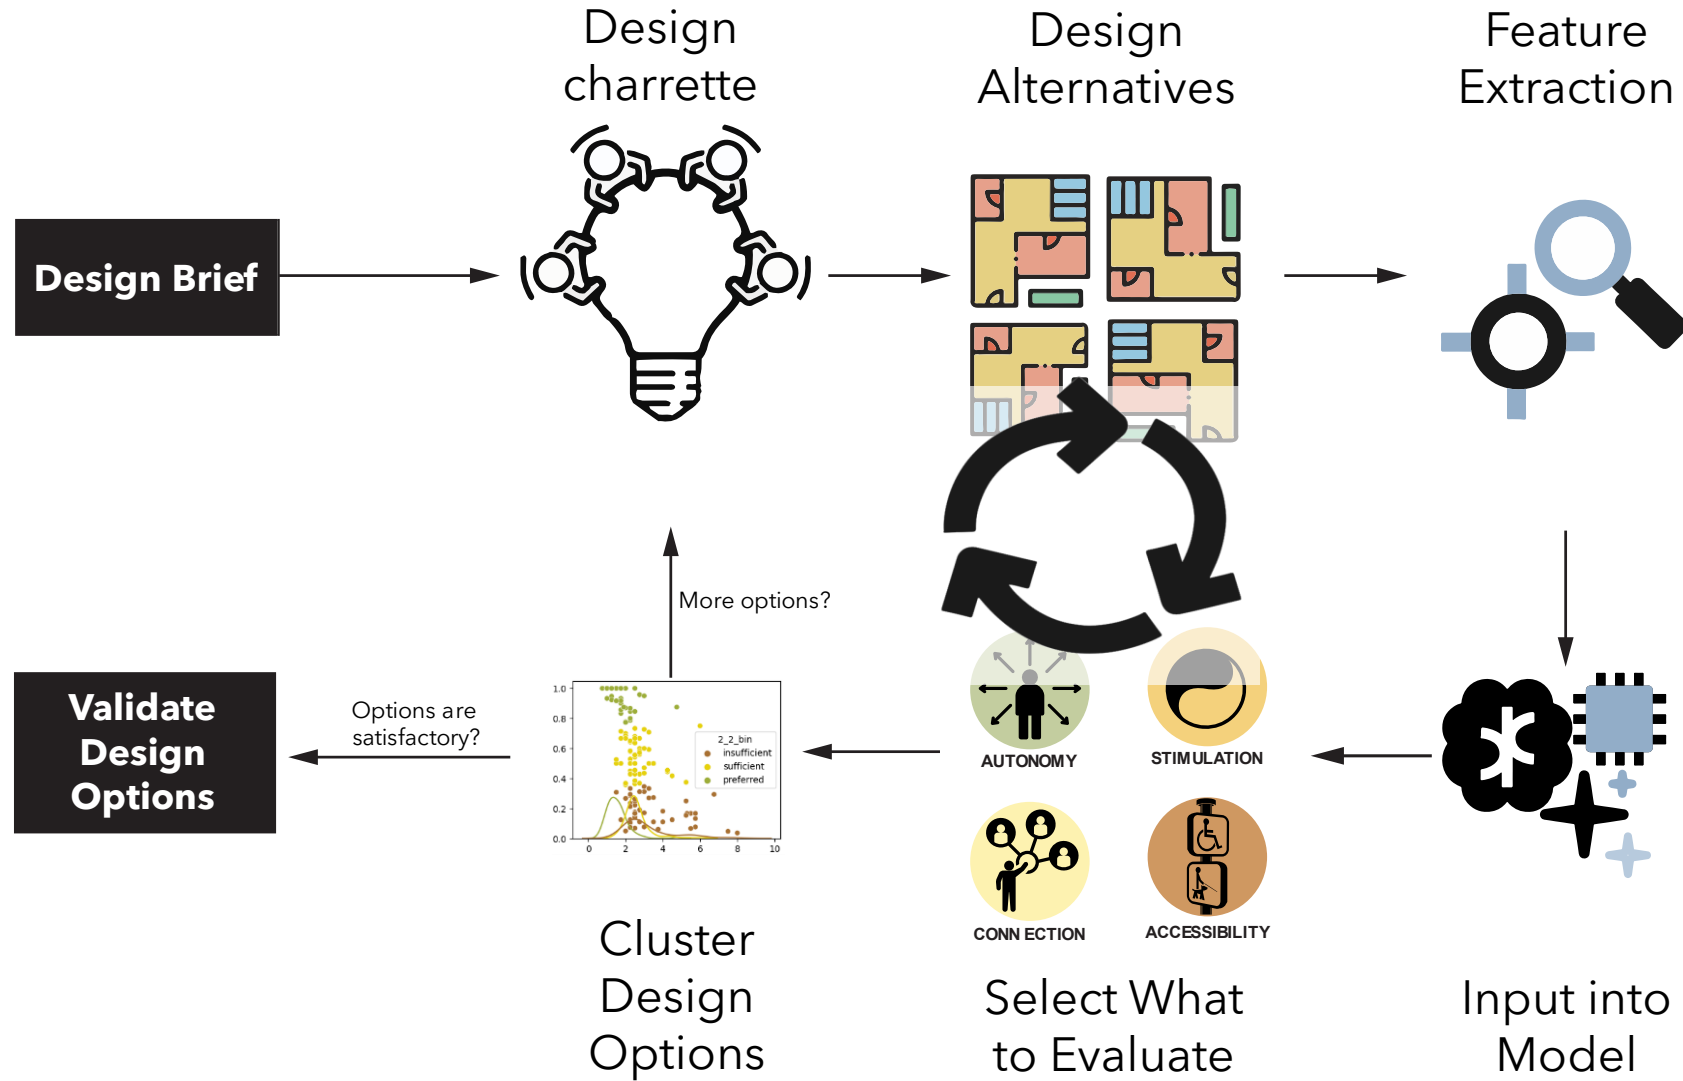 Design
charrette
Design
Alternatives
Feature
Extraction
Design Brief
More options?
Validate
Design
Options
Options are
satisfactory?
1.0
0.8
0.6
0.4
0.2
0.0
0
2
4
6
8
10
2_2_bin
insufficient
sufficient
preferred
AUTONOMY
STIMULATION
CONN ECTION
ACCESSIBILITY
Cluster
Design
Options
Select What
to Evaluate
Input into
Model